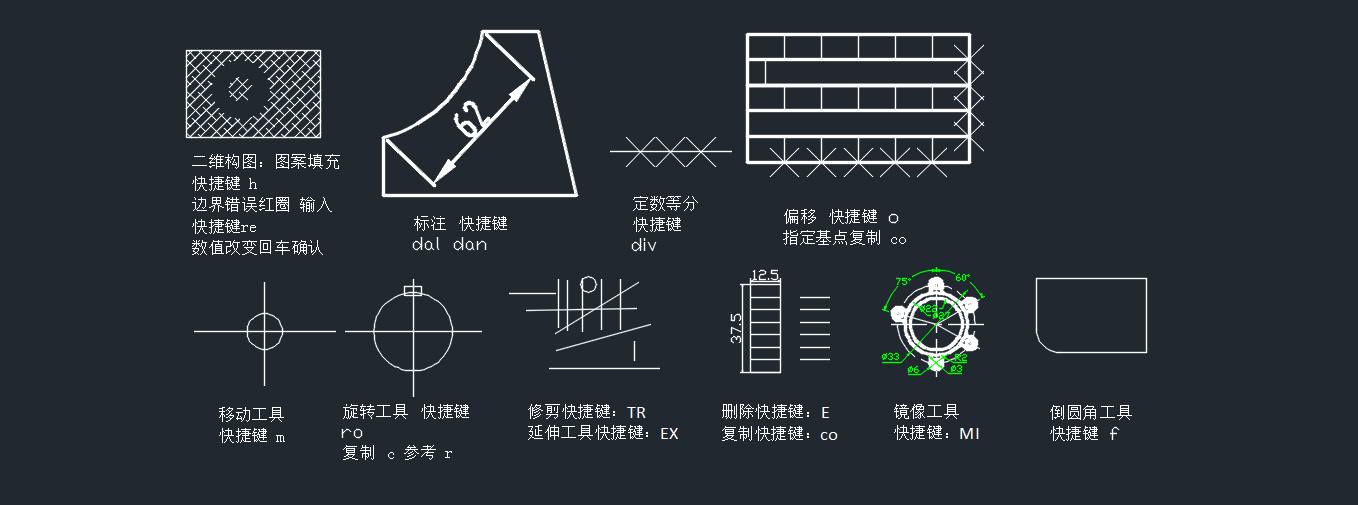 62
二维构图：图案填充
快捷键 h
边界错误红圈 输入
快捷键re
数值改变回车确认
标注 快捷键
dal dan
定数等分
快捷键
div
偏移 快捷键 o
指定基点复制 co
12.5
37.5
75°
60°
Ø22
Ø27
Ø33
R2
Ø6
Ø3
移动工具
快捷键 m
旋转工具 快捷键
ro
复制 c 参考 r
修剪快捷键：TR
延伸工具快捷键：EX
删除快捷键：E
复制快捷键：co
镜像工具
快捷键：MI
倒圆角工具
快捷键 f